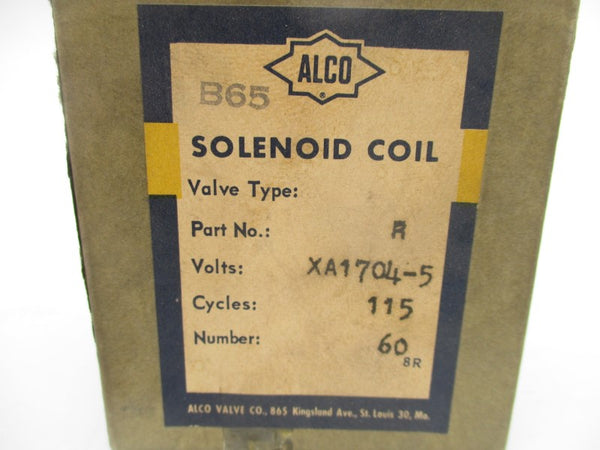 ALCO
®
B65
SOLENOID COIL
Valve Type:
Part No.: R
Volts: XA1704-5
Cycles: 115
Number: 60
8R
ALCO VALVE CO., 865 Kingsland Ave., St. Louis 30, Mo.